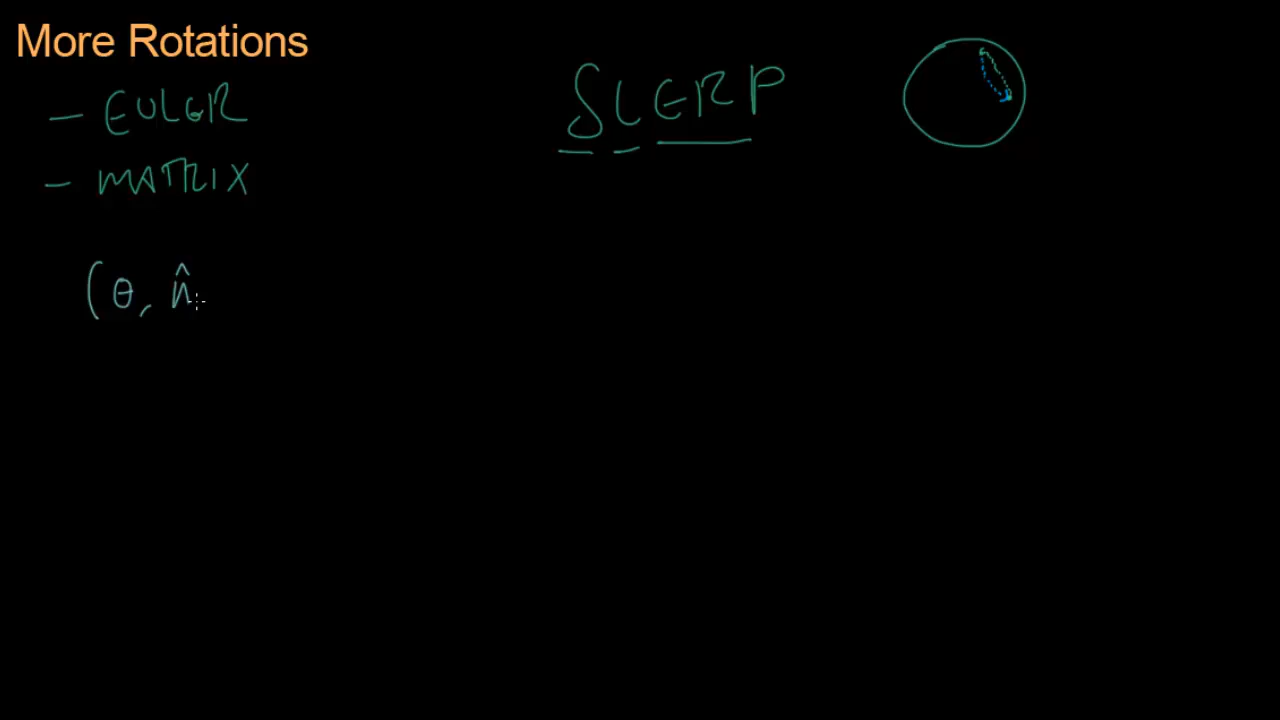 More Rotations
- EULER
- MATRIX
SLERP
(θ, n̂